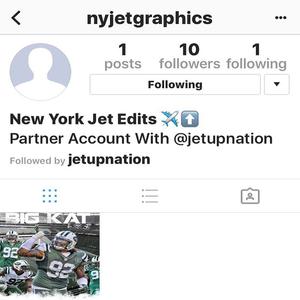 nyjetgraphics
1 10 1
posts followers following
Following
New York Jet Edits ✈️⬆️
Partner Account With @jetupnation
Followed by jetupnation
BIG KAT
92 92